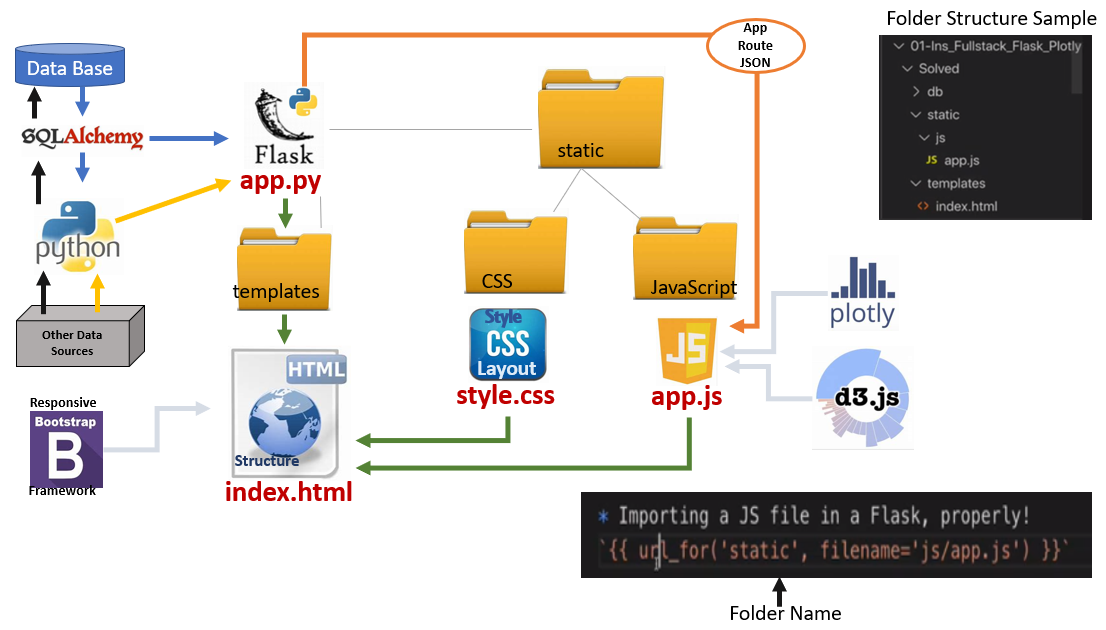 Folder Structure Sample
App
Route
JSON
01-Ins_Fullstack_Flask_Plotly
Solved
db
static
js
JS app.js
templates
<> index.html
Data Base
SQLAlchemy
Flask
app.py
static
python
templates
CSS
JavaScript
plotly
Other Data
Sources
Style
CSS
Layout
style.css
JS
app.js
d3.js
HTML
Structure
index.html
Responsive
Bootstrap
B
Framework
* Importing a JS file in a Flask, properly!
`{{ url_for('static', filename='js/app.js') }}`
Folder Name